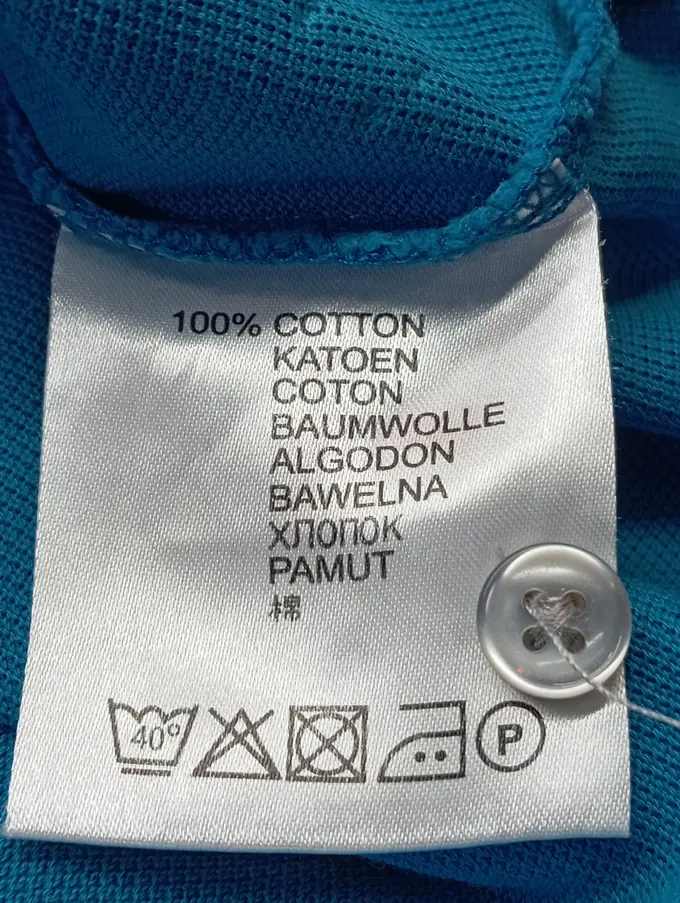 100% COTTON
KATOEN
COTON
BAUMWOLLE
ALGODON
BAWELNA
ХЛОПОК
PAMUT
棉
40°
P